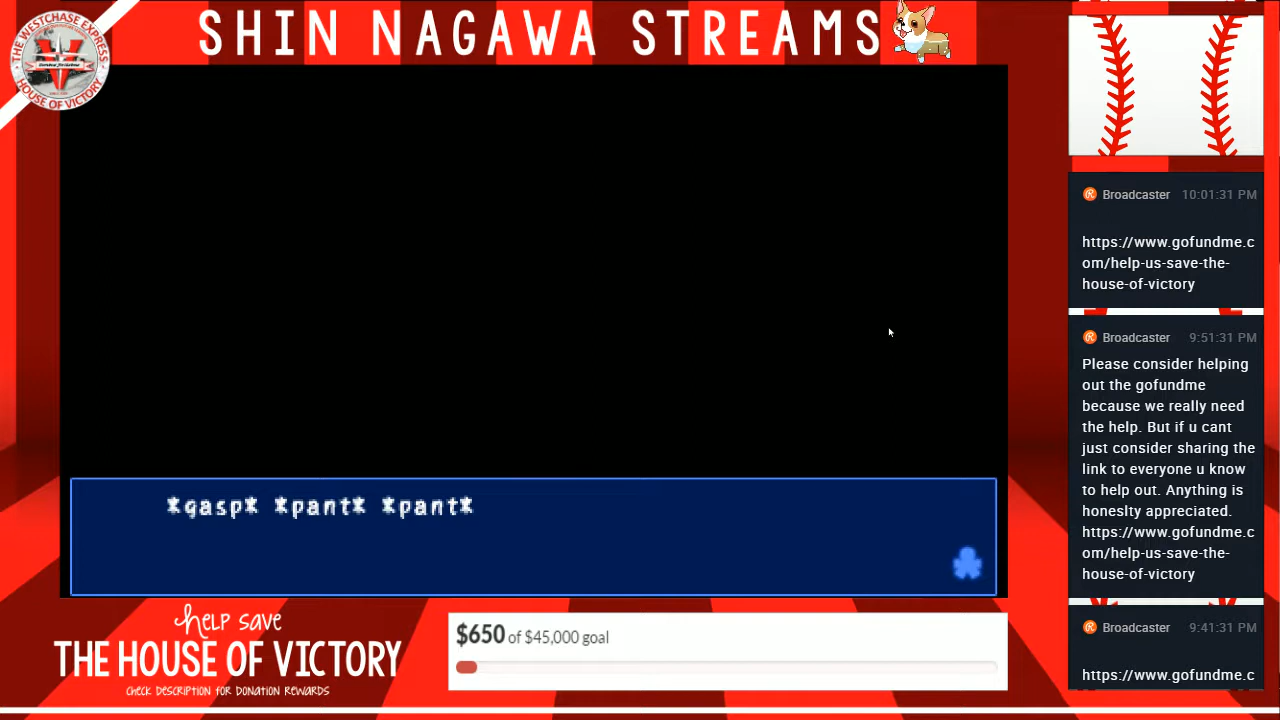 SHIN NAGAWA STREAMS
THE WESTCHASE EXPRESS
HOUSE OF VICTORY
Broadcaster 10:01:31 PM
https://www.gofundme.c
om/help-us-save-the-
house-of-victory
Broadcaster 9:51:31 PM
Please consider helping
out the gofundme
because we really need
the help. But if u cant
just consider sharing the
link to everyone u know
to help out. Anything is
honeslty appreciated.
https://www.gofundme.c
om/help-us-save-the-
house-of-victory
Broadcaster 9:41:31 PM
https://www.gofundme.c
*gasp* *pant* *pant*
help save
THE HOUSE OF VICTORY
check description for donation rewards
$650 of $45,000 goal